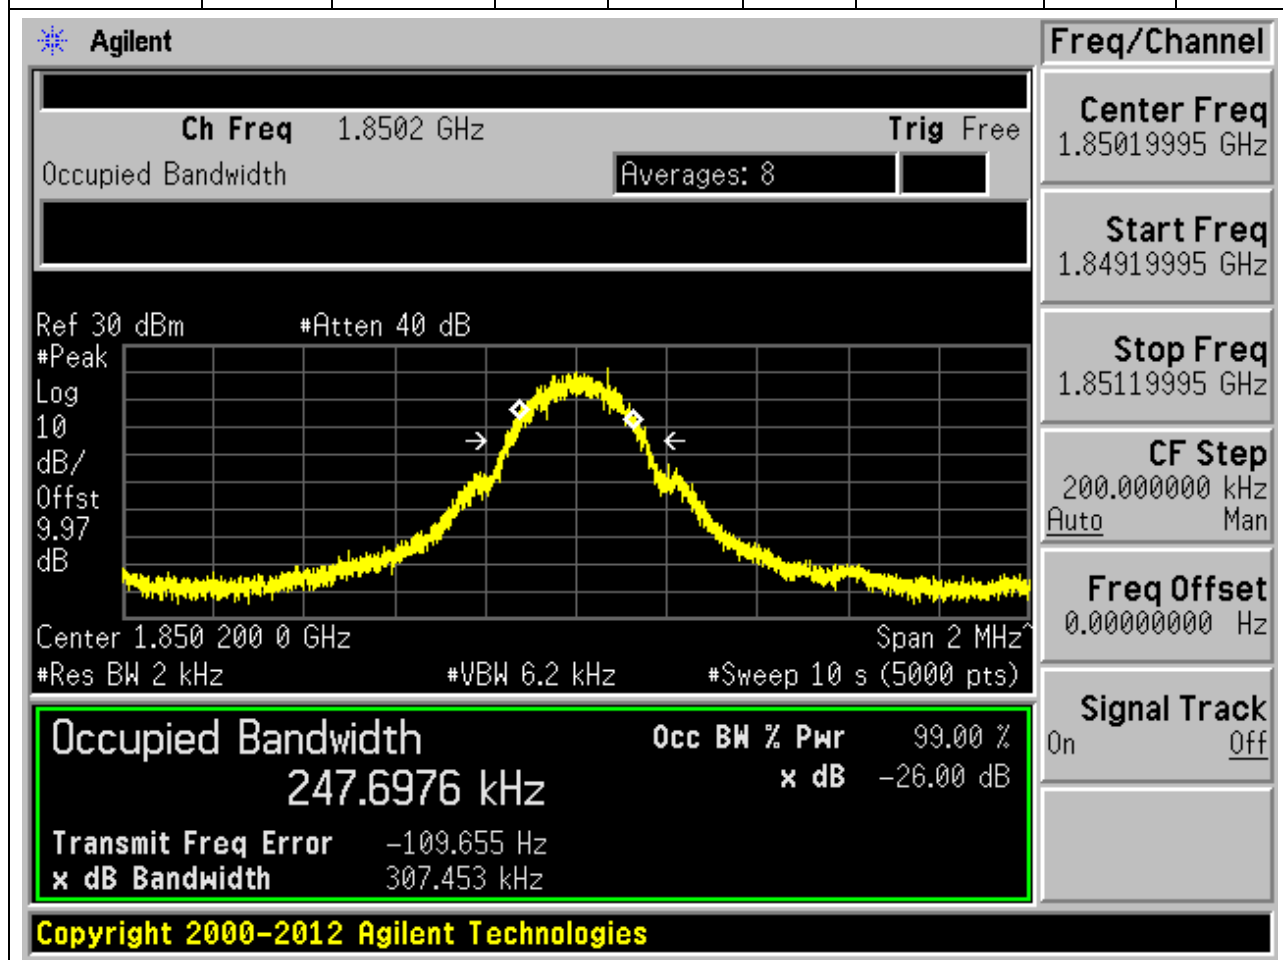 Agilent
Freq/Channel
Ch Freq 1.8502 GHz Trig Free
Occupied Bandwidth Averages: 8
Center Freq
1.85019995 GHz
Start Freq
1.84919995 GHz
Stop Freq
1.85119995 GHz
CF Step
200.000000 kHz
Auto Man
Freq Offset
0.00000000 Hz
Signal Track
On Off
Ref 30 dBm #Atten 40 dB
#Peak
Log
10
dB/
Offst
9.97
dB
Center 1.850 200 0 GHz Span 2 MHz^
#Res BW 2 kHz #VBW 6.2 kHz #Sweep 10 s (5000 pts)
Occupied Bandwidth Occ BW % Pwr 99.00 %
247.6976 kHz x dB -26.00 dB
Transmit Freq Error -109.655 Hz
x dB Bandwidth 307.453 kHz
Copyright 2000-2012 Agilent Technologies